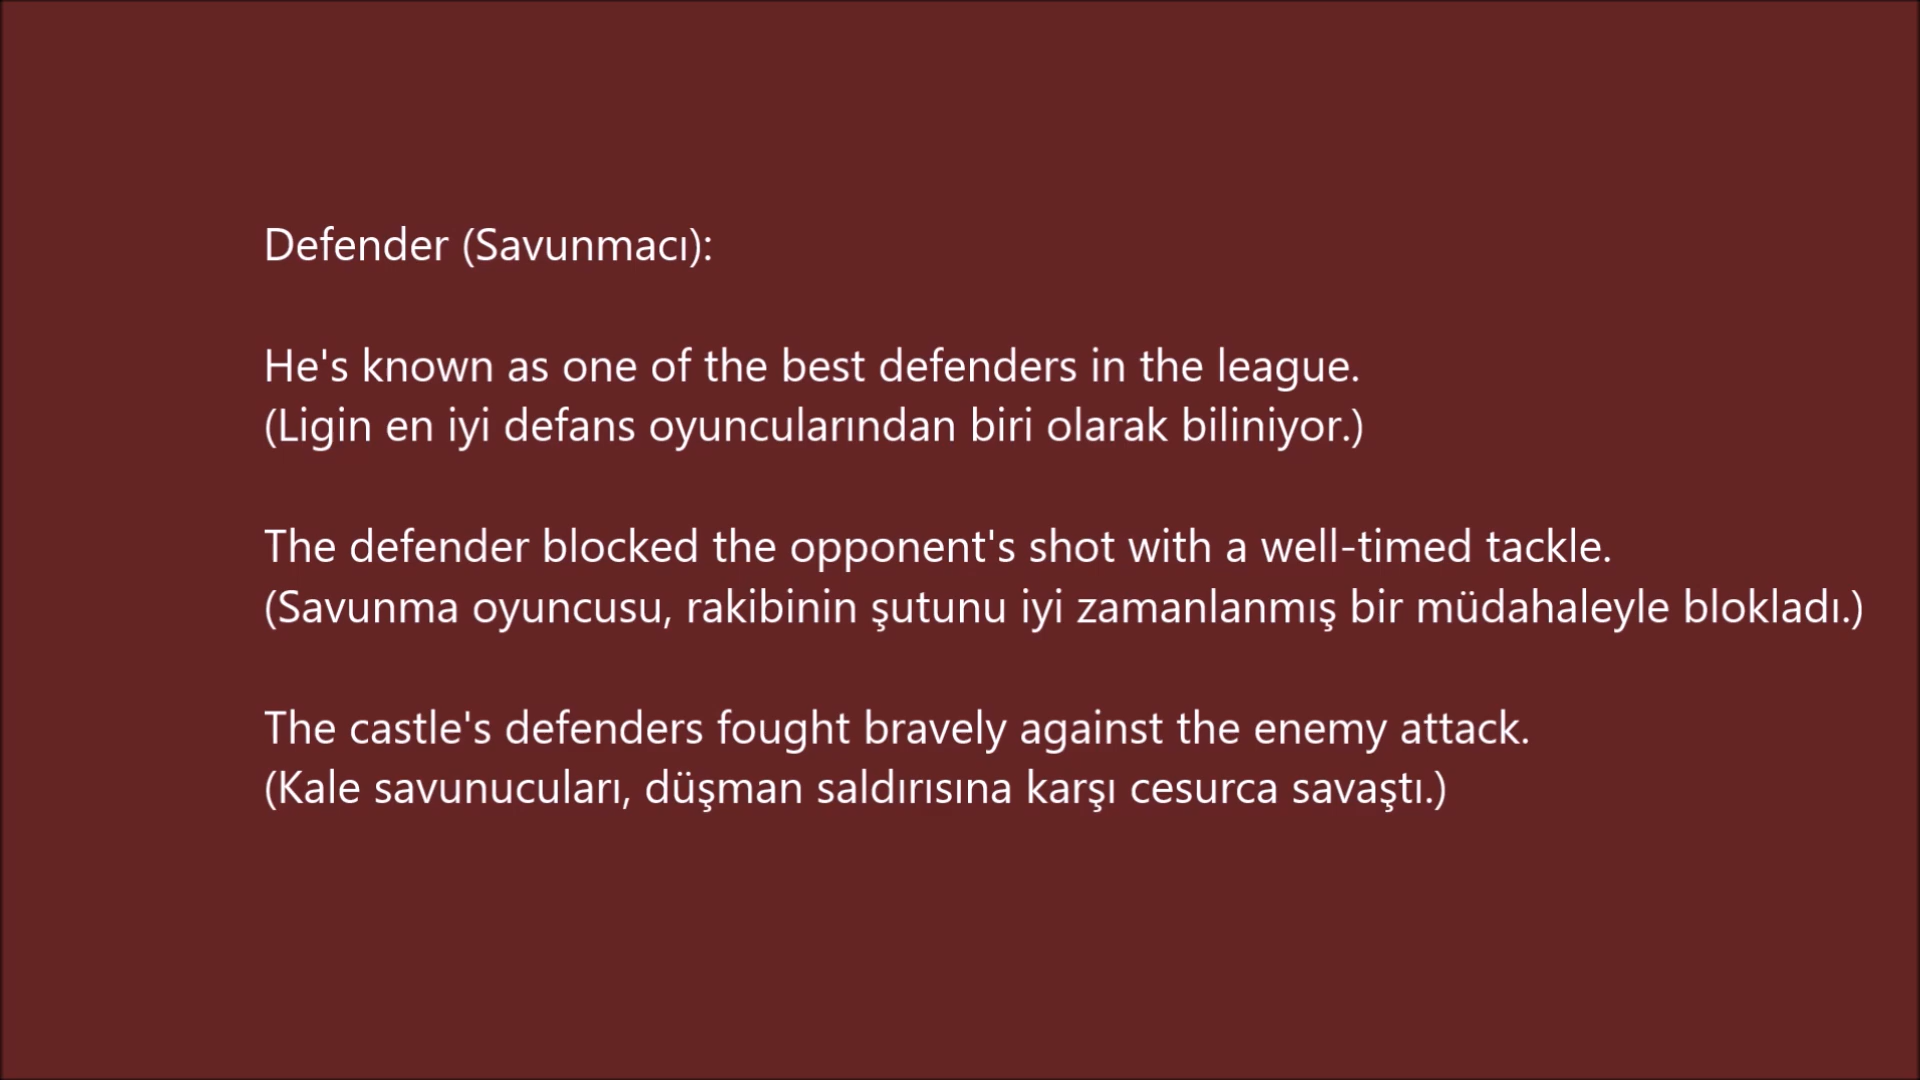 Defender (Savunmacı):
He's known as one of the best defenders in the league.
(Ligin en iyi defans oyuncularından biri olarak biliniyor.)
The defender blocked the opponent's shot with a well-timed tackle.
(Savunma oyuncusu, rakibinin şutunu iyi zamanlanmış bir müdahaleyle blokladı.)
The castle's defenders fought bravely against the enemy attack.
(Kale savunucuları, düşman saldırısına karşı cesurca savaştı.)